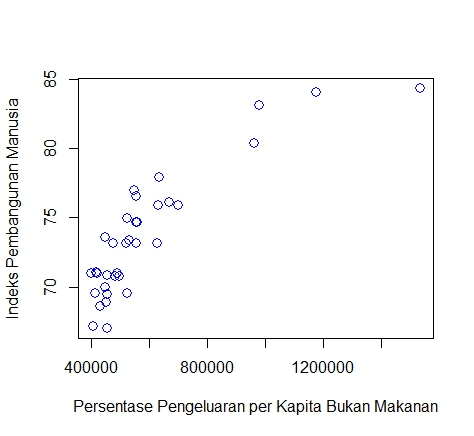 Indeks Pembangunan Manusia
85
80
75
70
400000 800000 1200000
Persentase Pengeluaran per Kapita Bukan Makanan